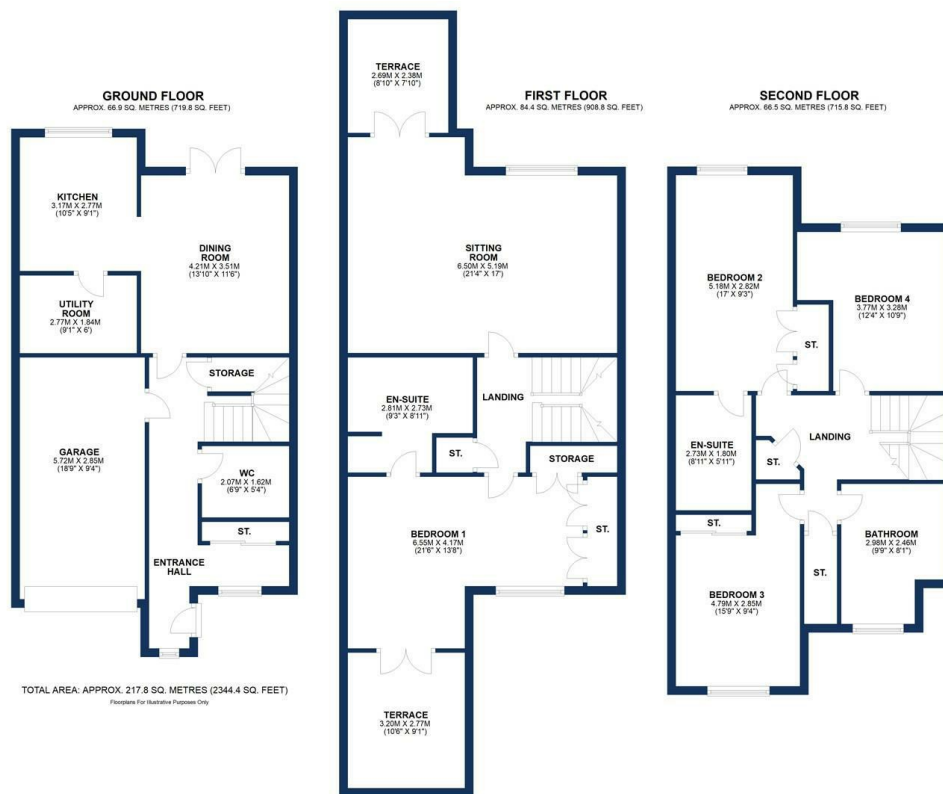 GROUND FLOOR
APPROX. 66.9 SQ. METRES (719.8 SQ. FEET)
KITCHEN
3.17M X 2.77M
(10'5" X 9'1")
DINING
ROOM
4.21M X 3.51M
(13'10" X 11'6")
UTILITY
ROOM
2.77M X 1.84M
(9'1" X 6')
STORAGE
GARAGE
5.72M X 2.85M
(18'9" X 9'4")
WC
2.07M X 1.62M
(6'9" X 5'4")
ST.
ENTRANCE
HALL
TOTAL AREA: APPROX. 217.8 SQ. METRES (2344.4 SQ. FEET)
Floorplans For Illustrative Purposes Only
FIRST FLOOR
APPROX. 84.4 SQ. METRES (908.8 SQ. FEET)
TERRACE
2.69M X 2.38M
(8'10" X 7'10")
SITTING
ROOM
6.50M X 5.19M
(21'4" X 17')
EN-SUITE
2.81M X 2.73M
(9'3" X 8'11")
LANDING
ST.
STORAGE
BEDROOM 1
6.55M X 4.17M
(21'6" X 13'8")
ST.
TERRACE
3.20M X 2.77M
(10'6" X 9'1")
SECOND FLOOR
APPROX. 66.5 SQ. METRES (715.8 SQ. FEET)
BEDROOM 2
5.18M X 2.82M
(17' X 9'3")
BEDROOM 4
3.77M X 3.28M
(12'4" X 10'9")
ST.
EN-SUITE
2.73M X 1.80M
(8'11" X 5'11")
LANDING
ST.
ST.
BATHROOM
2.98M X 2.46M
(9'9" X 8'1")
ST.
BEDROOM 3
4.79M X 2.85M
(15'9" X 9'4")